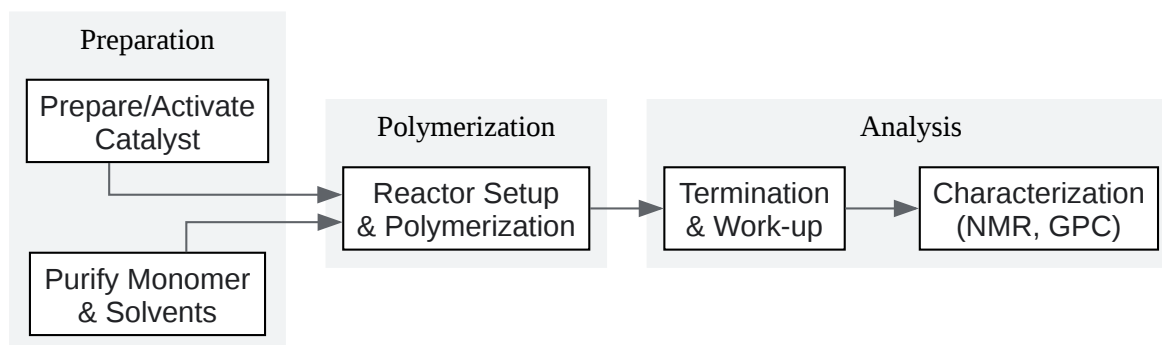 Preparation
Prepare/Activate
Catalyst
Purify Monomer
& Solvents
Polymerization
Reactor Setup
& Polymerization
Analysis
Termination
& Work-up
Characterization
(NMR, GPC)